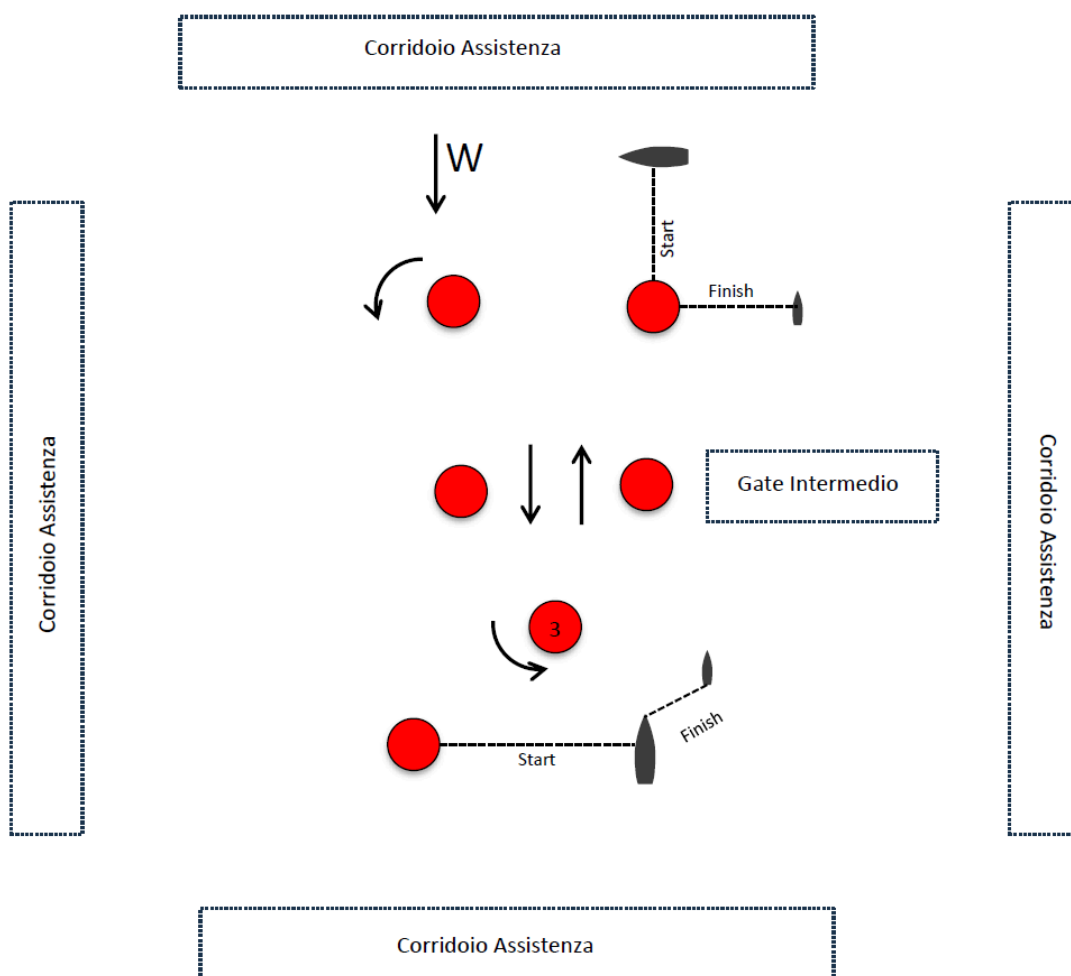 Corridoio Assistenza
W
Start
Finish
Corridoio Assistenza
Corridoio Assistenza
Gate Intermedio
3
Finish
Start
Corridoio Assistenza